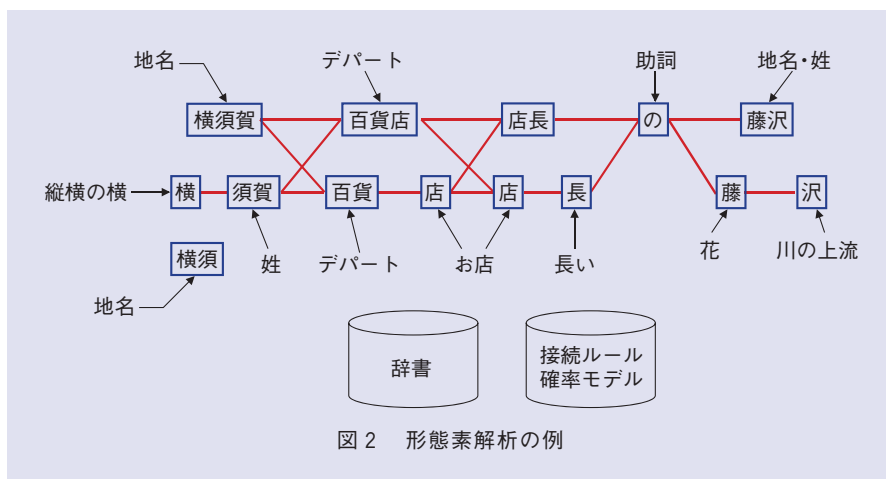 地名
デパート
助詞
地名・姓
横須賀
百貨店
店長
の
藤沢
縦横の横
横
須賀
百貨
店
店
長
藤
沢
横須
姓
デパート
お店
長い
花
川の上流
地名
辞書
接続ルール
確率モデル
図2 形態素解析の例